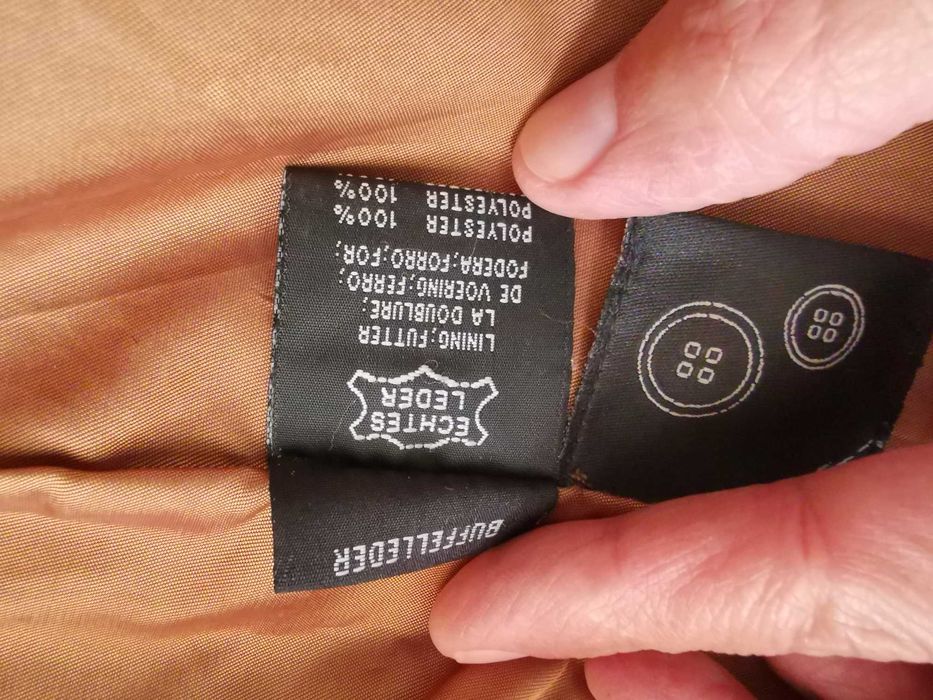 BUFFELLEDER
ECHTES
LEDER
LINING;FUTTER
LA DOUBLURE;
DE VOERING;FERRO;
FODERA;FORRO;FOR;
POLYESTER 100%
POLYESTER 100%